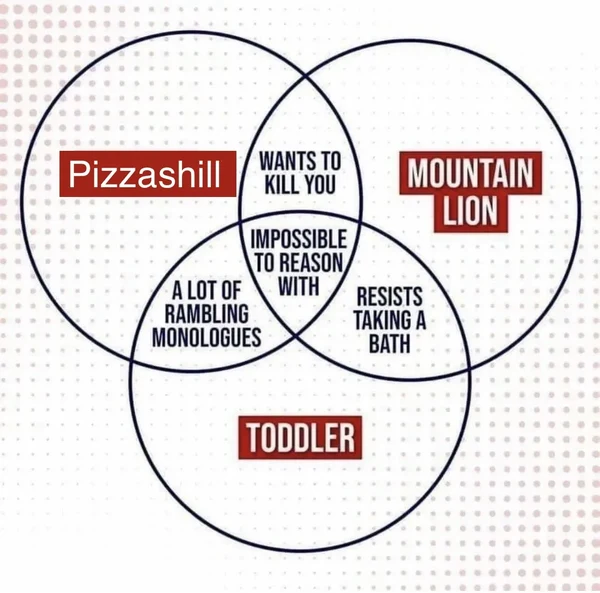 Pizzashill
WANTS TO
KILL YOU
MOUNTAIN
LION
IMPOSSIBLE
TO REASON
WITH
A LOT OF
RAMBLING
MONOLOGUES
RESISTS
TAKING A
BATH
TODDLER